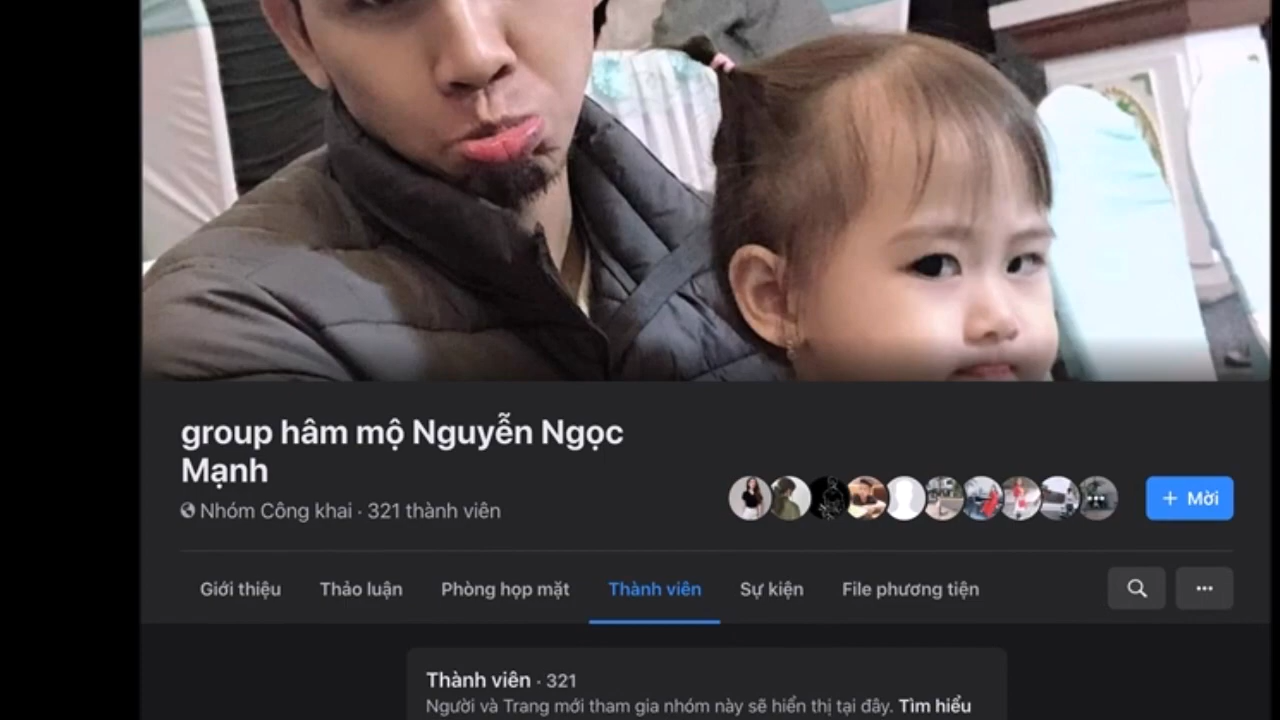 group hâm mộ Nguyễn Ngọc
Mạnh
Nhóm Công khai · 321 thành viên
+ Mời
Giới thiệu Thảo luận Phòng họp mặt Thành viên Sự kiện File phương tiện
Thành viên · 321
Người và Trang mới tham gia nhóm này sẽ hiển thị tại đây. Tìm hiểu